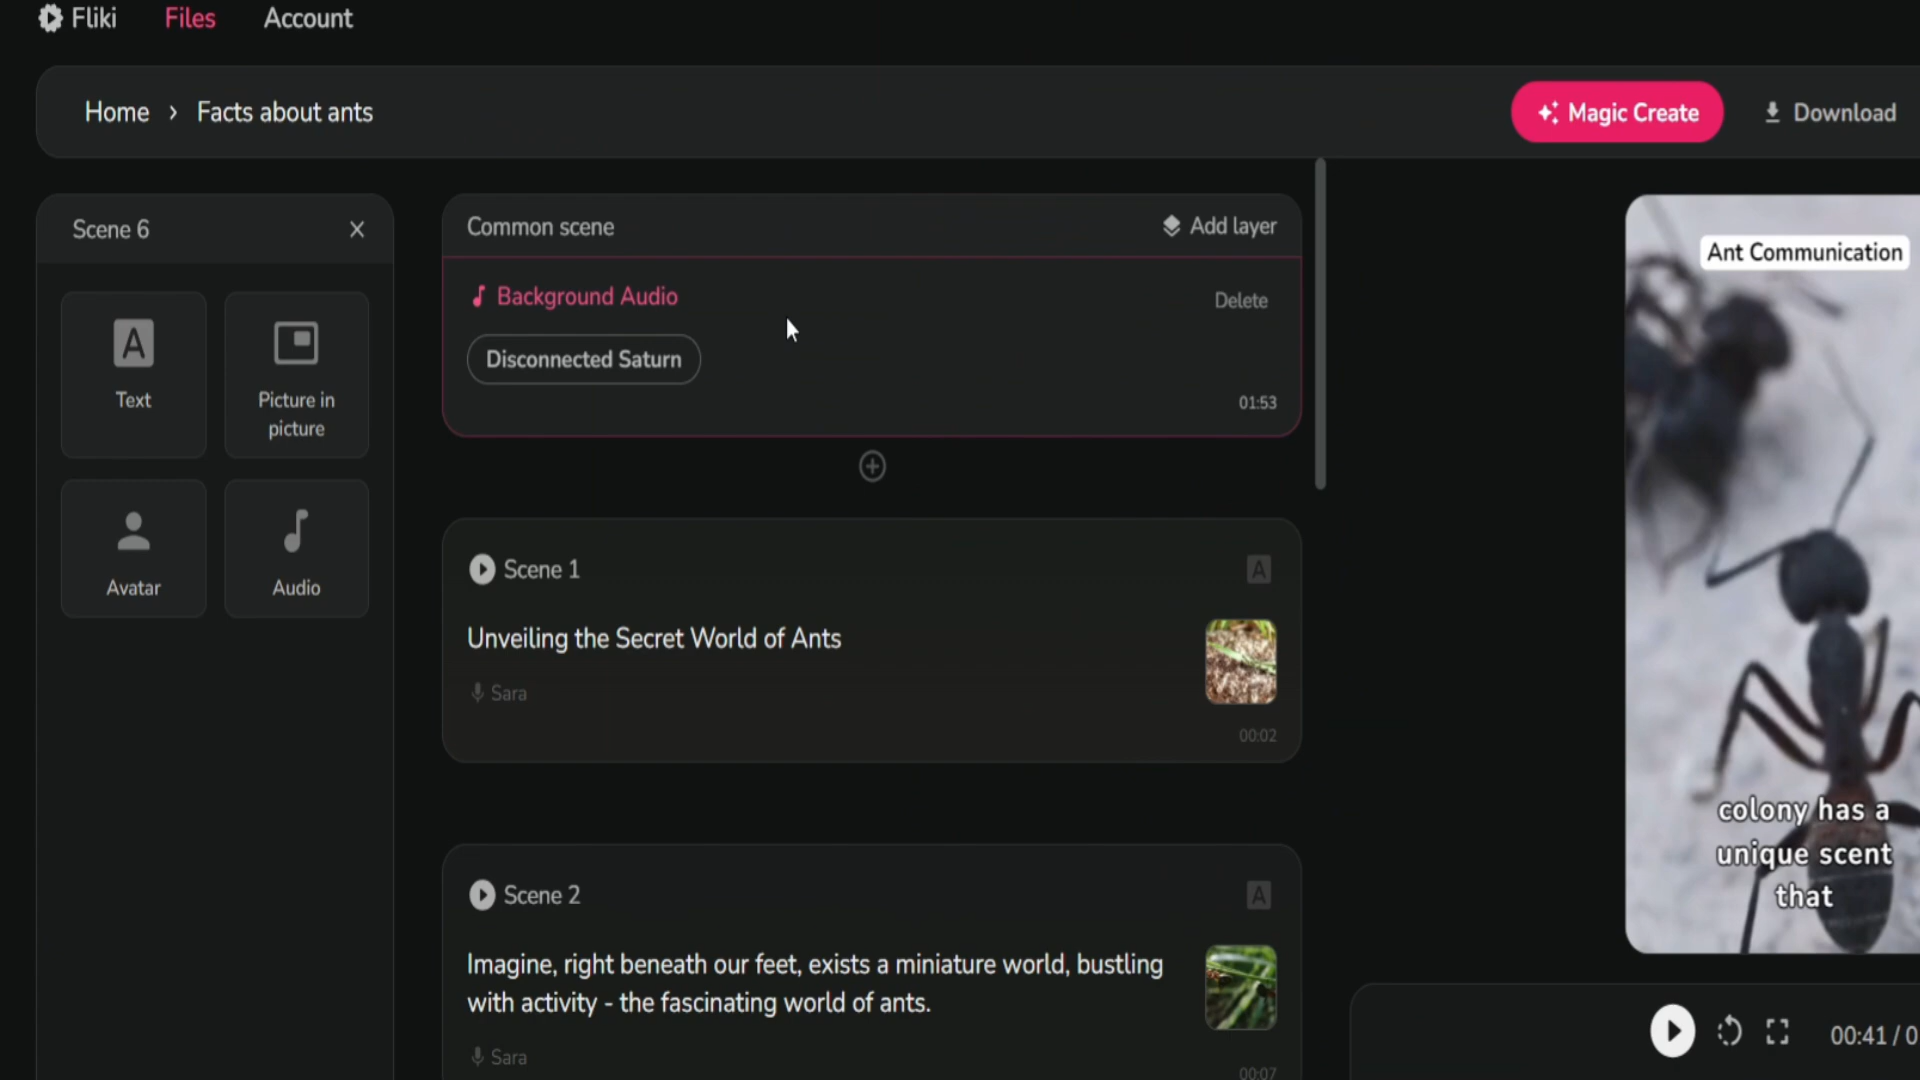 Fliki
Files
Account
Home > Facts about ants
Magic Create
Download
Scene 6
Text
Picture in
picture
Avatar
Audio
Common scene
Add layer
Background Audio
Delete
Disconnected Saturn
01:53
Scene 1
Unveiling the Secret World of Ants
Sara
00:02
Scene 2
Imagine, right beneath our feet, exists a miniature world, bustling
with activity - the fascinating world of ants.
Sara
00:07
Ant Communication
colony has a
unique scent
that
00:41 / 0